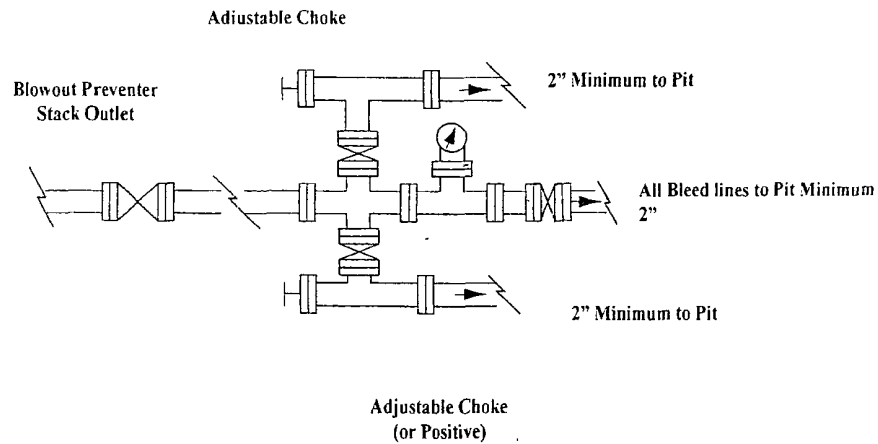 Adjustable Choke
Blowout Preventer
Stack Outlet
2" Minimum to Pit
All Bleed lines to Pit Minimum
2"
2" Minimum to Pit
Adjustable Choke
(or Positive)